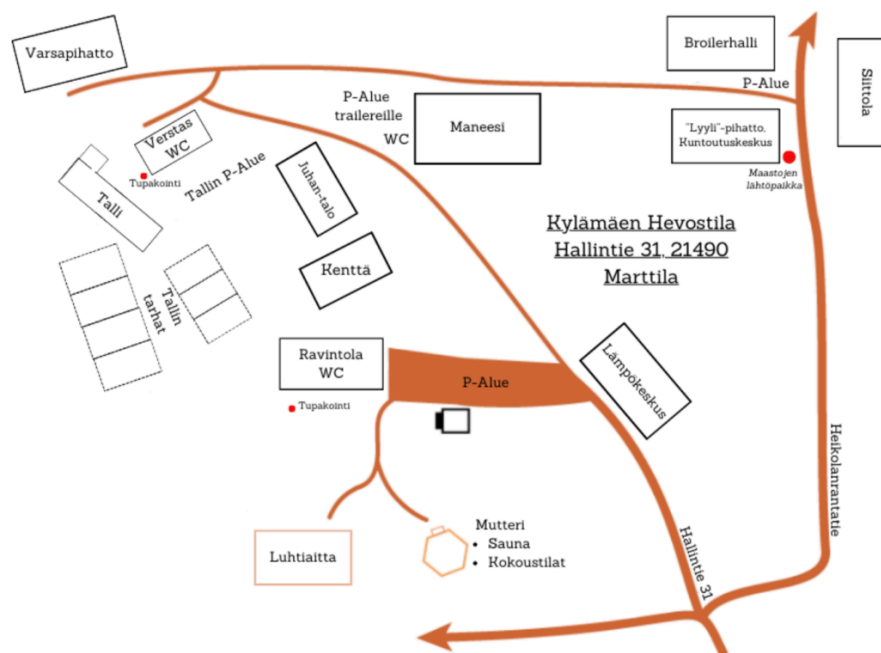 Varsapihatto
Broilerhalli
Siittola
P-Alue
P-Alue
trailereille
WC
Maneesi
"Lyyli"-pihatto,
Kuntoutuskeskus
Maastojen
lähtöpaikka
Verstas
WC
Tupakointi
Tallin P-Alue
Talli
Juhan-talo
Kylämäen Hevostila
Hallintie 31, 21490
Marttila
Kenttä
Tallin
tarhat
Ravintola
WC
P-Alue
Lämpökeskus
Tupakointi
Heikolanrantatie
Luhtiaitta
Mutteri
• Sauna
• Kokoustilat
Hallintie 31